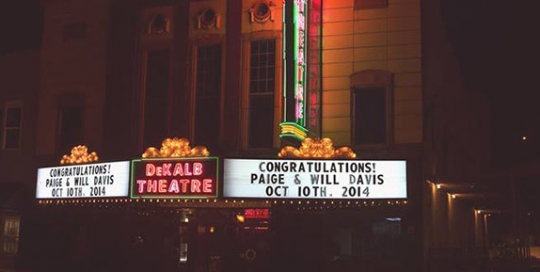 CONGRATULATIONS!
PAIGE & WILL DAVIS
OCT 10TH. 2014
DEKALB
THEATRE
CONGRATULATIONS!
PAIGE & WILL DAVIS
OCT 10TH. 2014